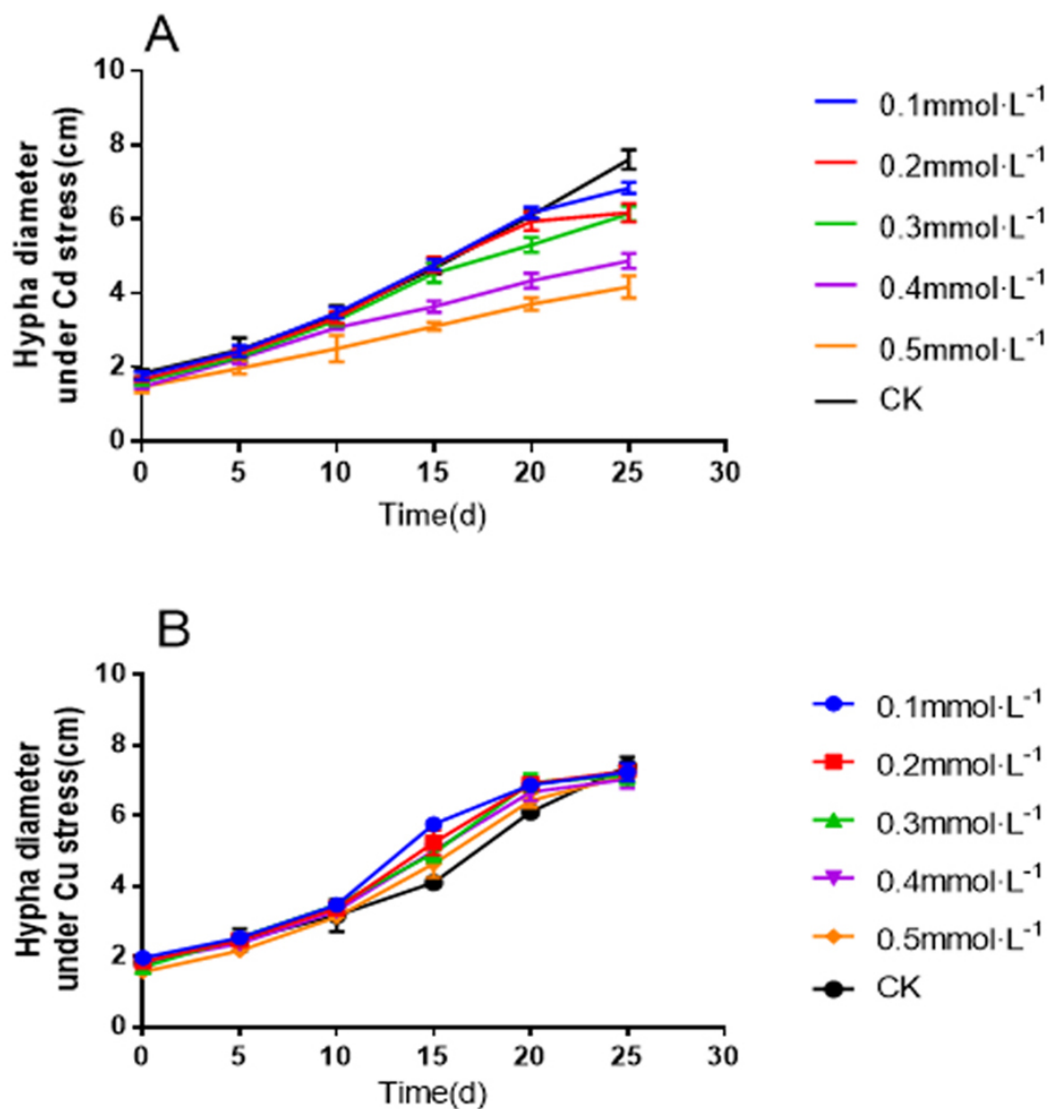 A
Hypha diameter
under Cd stress(cm)
10
8
6
4
2
0
0 5 10 15 20 25 30
Time(d)
0.1mmol·L⁻¹
0.2mmol·L⁻¹
0.3mmol·L⁻¹
0.4mmol·L⁻¹
0.5mmol·L⁻¹
CK
B
Hypha diameter
under Cu stress(cm)
10
8
6
4
2
0
0 5 10 15 20 25 30
Time(d)
0.1mmol·L⁻¹
0.2mmol·L⁻¹
0.3mmol·L⁻¹
0.4mmol·L⁻¹
0.5mmol·L⁻¹
CK